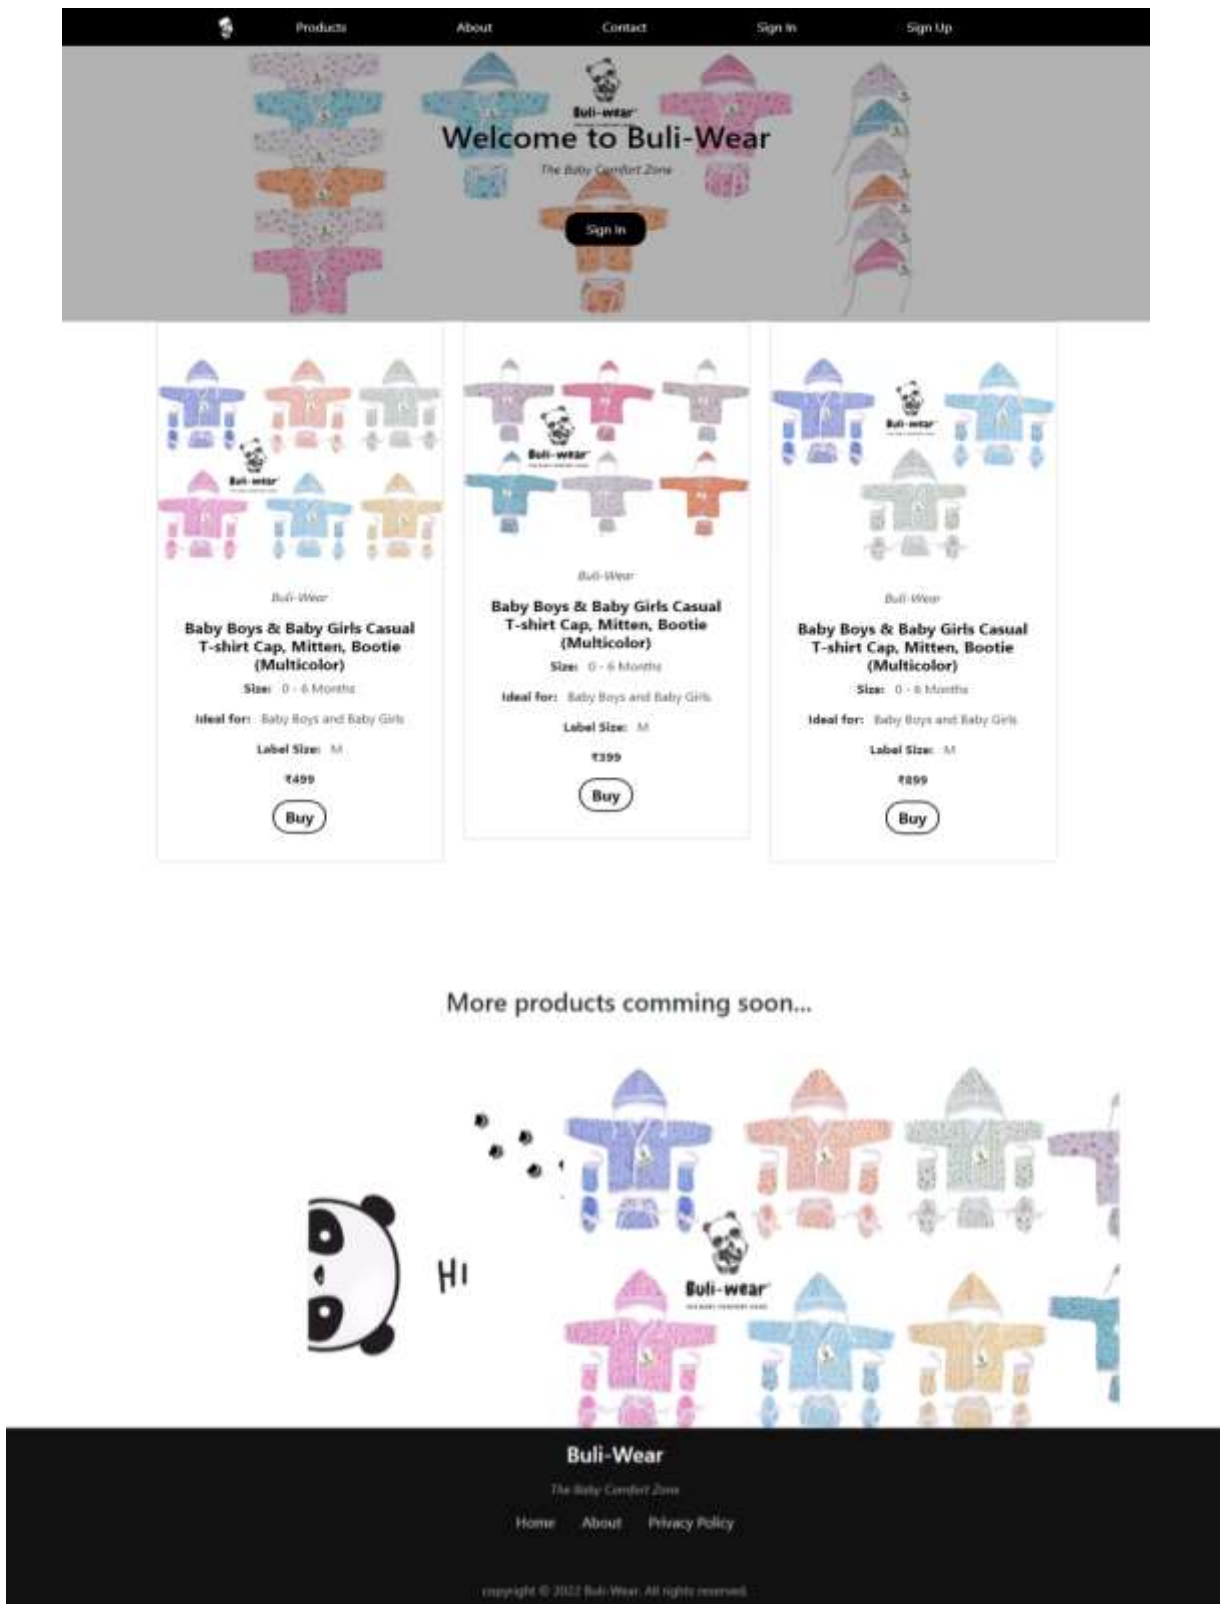 Products About Contact Sign In Sign Up
Buli-wear
Welcome to Buli-Wear
The Baby Comfort Zone
Sign In
Buli-wear
Buli-Wear
Baby Boys & Baby Girls Casual
T-shirt Cap, Mitten, Bootie
(Multicolor)
Size: 0 - 6 Months
Ideal for: Baby Boys and Baby Girls
Label Size: M
₹499
Buy
Buli-wear
Buli-Wear
Baby Boys & Baby Girls Casual
T-shirt Cap, Mitten, Bootie
(Multicolor)
Size: 0 - 6 Months
Ideal for: Baby Boys and Baby Girls
Label Size: M
₹399
Buy
Buli-wear
Buli-Wear
Baby Boys & Baby Girls Casual
T-shirt Cap, Mitten, Bootie
(Multicolor)
Size: 0 - 6 Months
Ideal for: Baby Boys and Baby Girls
Label Size: M
₹899
Buy
More products comming soon...
HI
Buli-wear
THE BABY COMFORT ZONE
Buli-Wear
The Baby Comfort Zone
Home About Privacy Policy
copyright © 2022 Buli-Wear. All rights reserved.